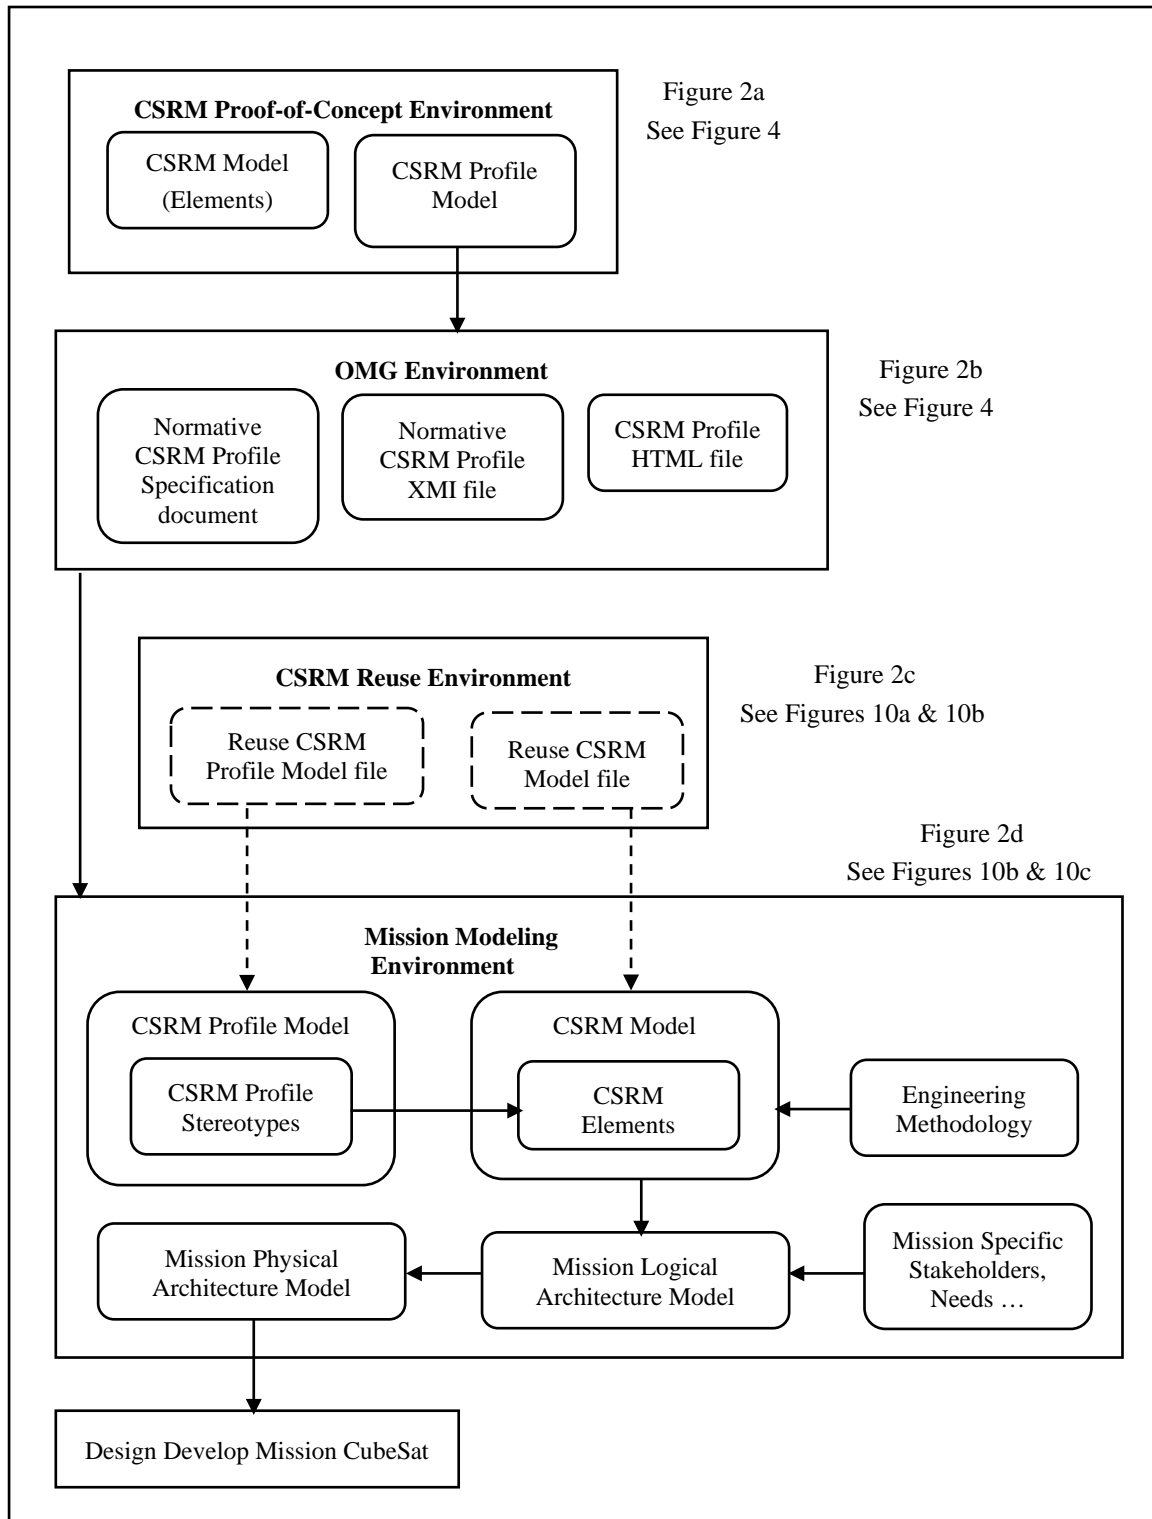 CSRM Proof-of-Concept Environment
Figure 2a
See Figure 4
CSRM Model
(Elements)
CSRM Profile
Model
OMG Environment
Figure 2b
See Figure 4
Normative
CSRM Profile
Specification
document
Normative
CSRM Profile
XMI file
CSRM Profile
HTML file
CSRM Reuse Environment
Figure 2c
See Figures 10a & 10b
Reuse CSRM
Profile Model file
Reuse CSRM
Model file
Figure 2d
See Figures 10b & 10c
Mission Modeling
Environment
CSRM Profile Model
CSRM Profile
Stereotypes
CSRM Model
CSRM
Elements
Engineering
Methodology
Mission Physical
Architecture Model
Mission Logical
Architecture Model
Mission Specific
Stakeholders,
Needs …
Design Develop Mission CubeSat